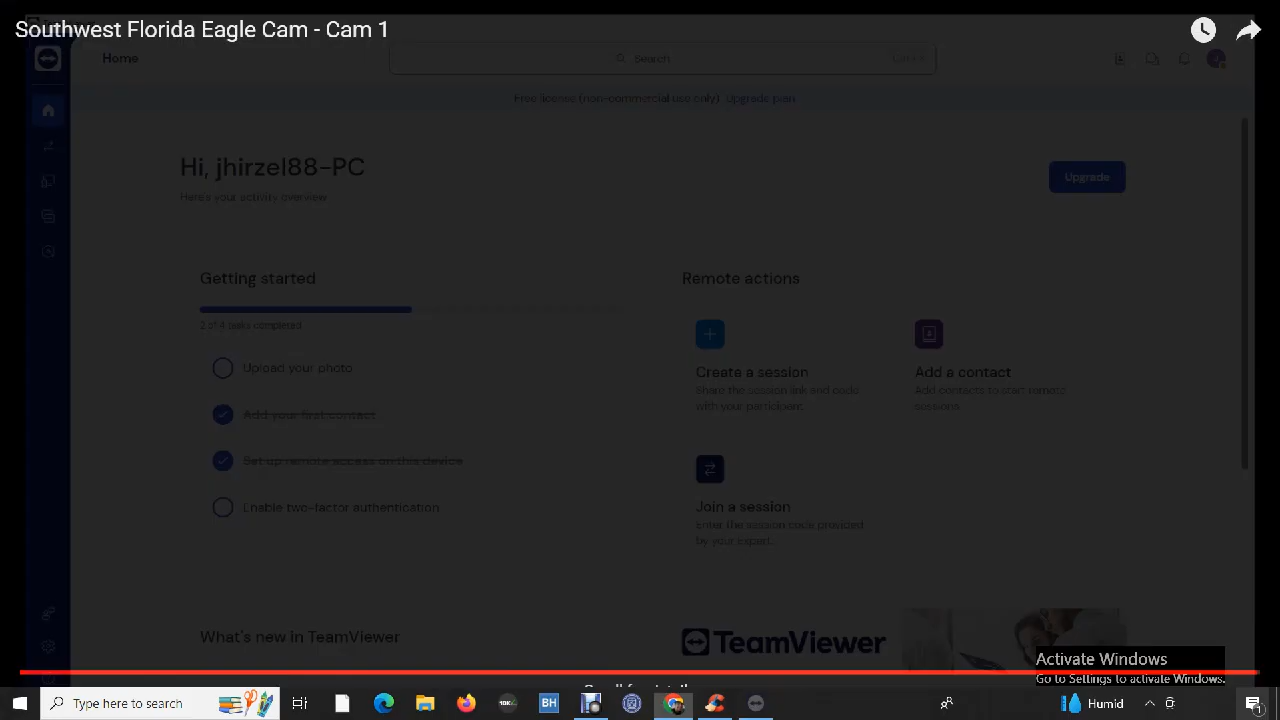 Southwest Florida Eagle Cam - Cam 1
Home
Search
Free license (non-commercial use only) Upgrade plan
Hi, jhirzel88-PC
Here's your activity overview
Upgrade
Getting started
2 of 4 tasks completed
Upload your photo
Add your first contact
Set up remote access on this device
Enable two-factor authentication
Remote actions
Create a session
Share the session link and code
with your participant.
Add a contact
Add contacts to start remote
sessions.
Join a session
Enter the session code provided
by your expert.
What's new in TeamViewer
TeamViewer
Activate Windows
Go to Settings to activate Windows.
Type here to search
10K
BH
Humid
1